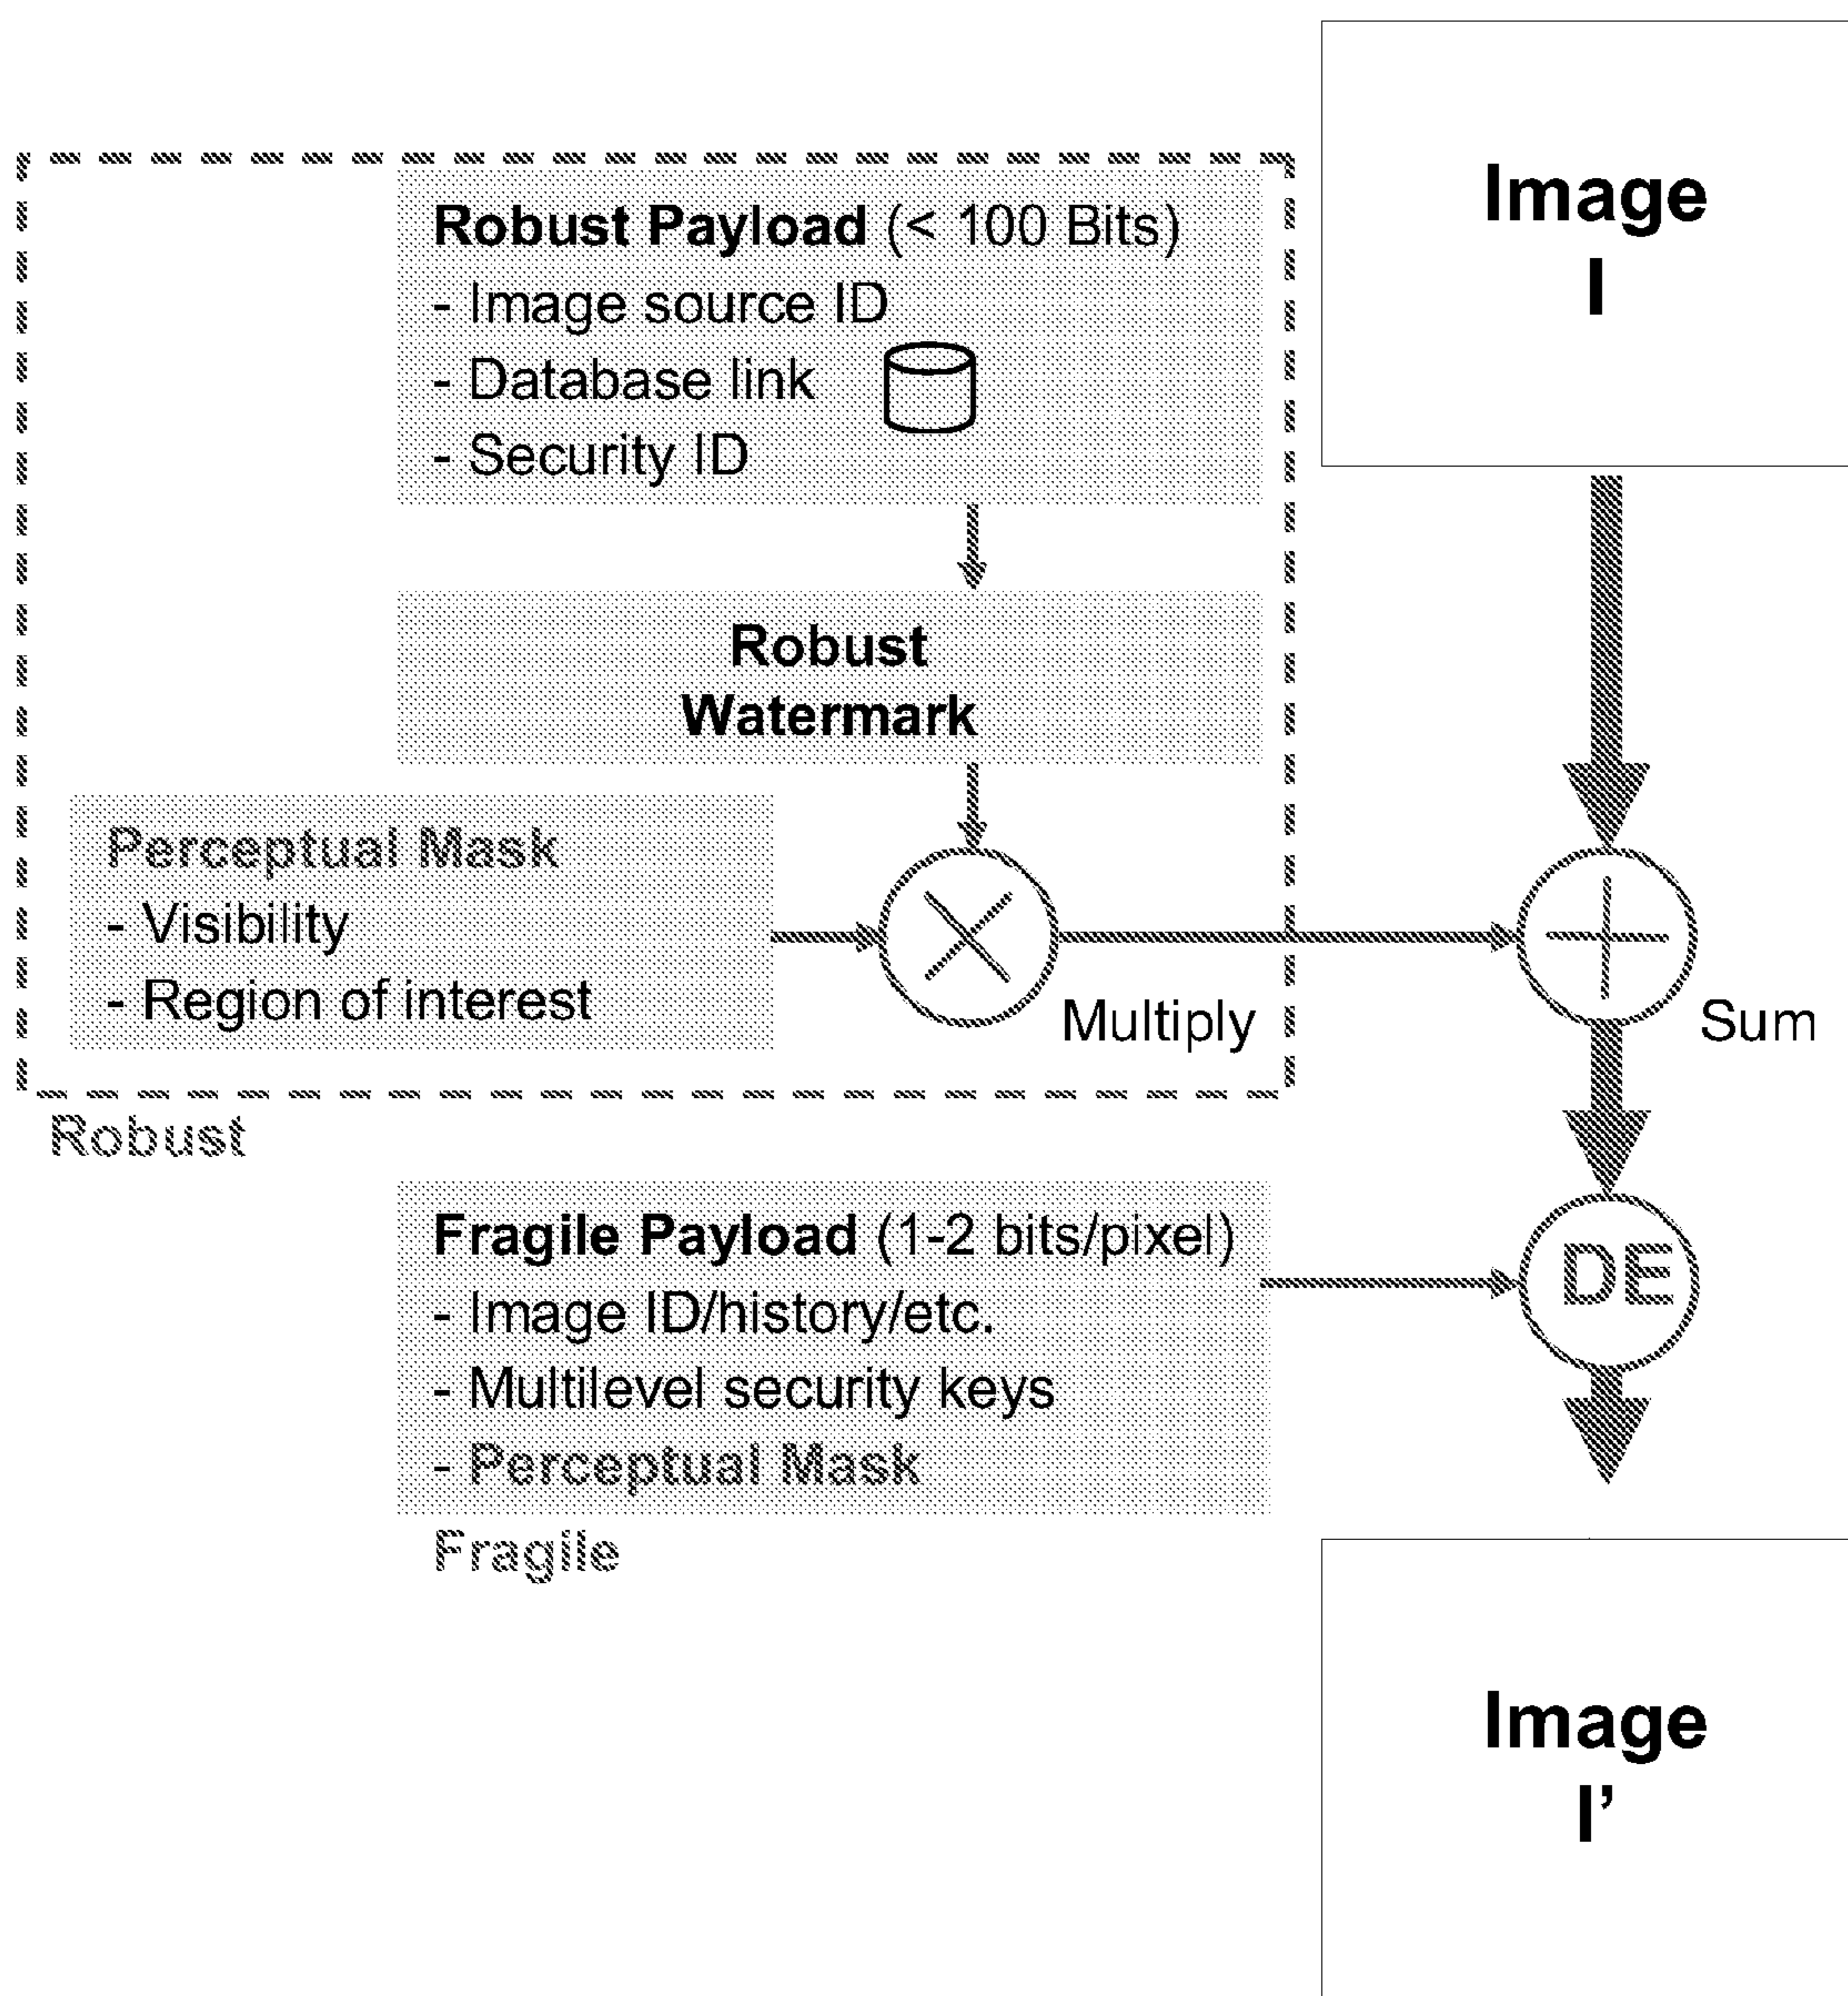 Image
I
Robust Payload (< 100 Bits)
- Image source ID
- Database link
- Security ID
Robust
Watermark
Perceptual Mask
- Visibility
- Region of interest
Multiply
Sum
Robust
Fragile Payload (1-2 bits/pixel)
- Image ID/history/etc.
- Multilevel security keys
- Perceptual Mask
DE
Fragile
Image
I’